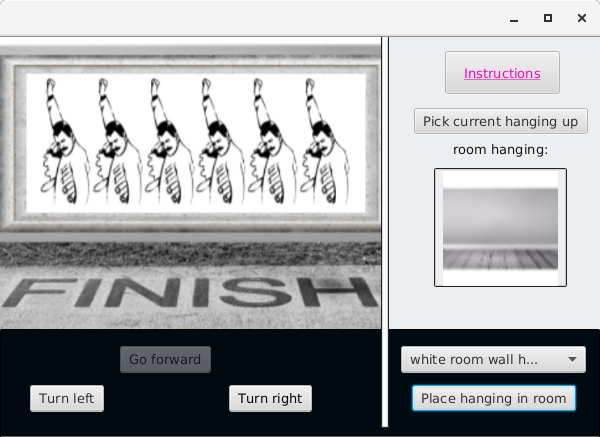 Instructions
Pick current hanging up
room hanging:
FINISH
Go forward
white room wall h...
Turn left
Turn right
Place hanging in room